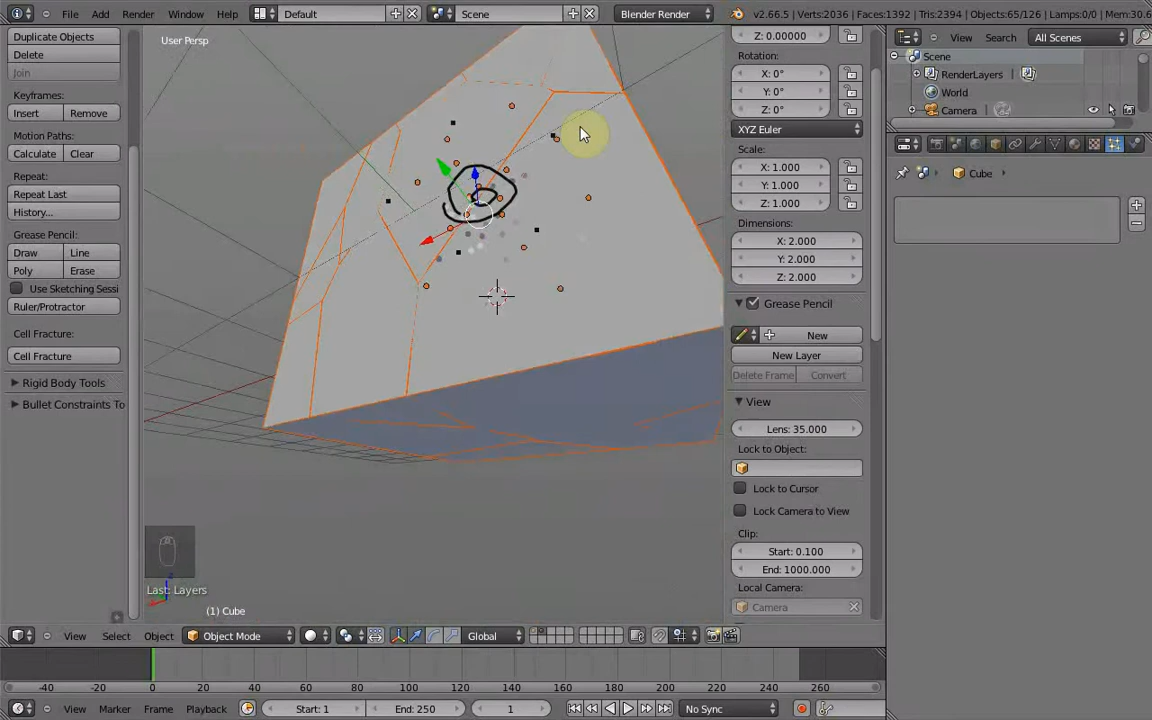 File Add Render Window Help Default Scene Blender Render v2.66.5 | Verts:2036 | Faces:1392 | Tris:2394 | Objects:65/126 | Lamps:0/0 | Mem:30.6
Duplicate Objects
Delete
Join
Keyframes:
Insert Remove
Motion Paths:
Calculate Clear
Repeat:
Repeat Last
History...
Grease Pencil:
Draw Line
Poly Erase
Use Sketching Sessi
Ruler/Protractor
Cell Fracture:
Cell Fracture
Rigid Body Tools
Bullet Constraints To
User Persp
Last: Layers
(1) Cube
Z: 0.00000
Rotation:
X: 0°
Y: 0°
Z: 0°
XYZ Euler
Scale:
X: 1.000
Y: 1.000
Z: 1.000
Dimensions:
X: 2.000
Y: 2.000
Z: 2.000
Grease Pencil
New
New Layer
Delete Frame Convert
View
Lens: 35.000
Lock to Object:
Lock to Cursor
Lock Camera to View
Clip:
Start: 0.100
End: 1000.000
Local Camera:
Camera
View Search All Scenes
Scene
RenderLayers
World
Camera
Cube
View Select Object Object Mode Global
-40 -20 0 20 40 60 80 100 120 140 160 180 200 220 240 260
View Marker Frame Playback Start: 1 End: 250 1 No Sync